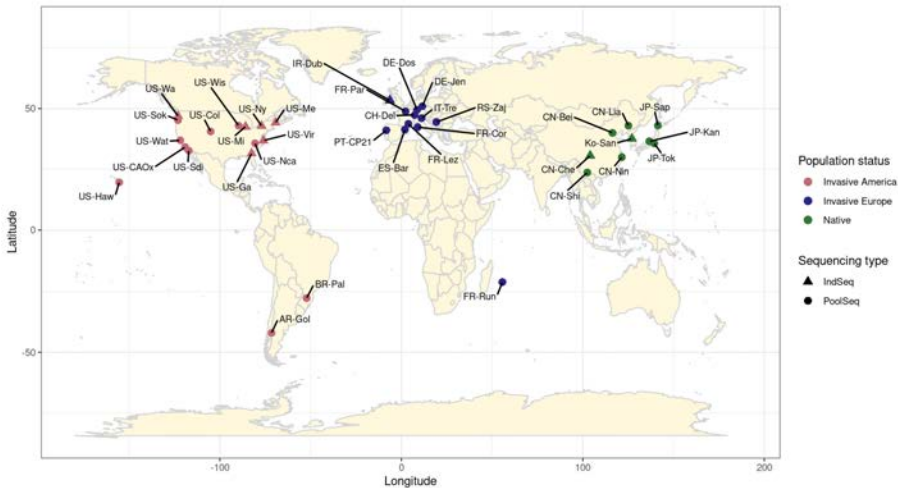 IR-Dub
DE-Dos
US-Wis
DE-Jen
US-Wa
FR-Par
US-Ny
US-Me
IT-Tre
RS-Zaj
CN-Lia
JP-Sap
US-Sok
US-Col
CH-Del
CN-Bei
JP-Kan
US-Wat
US-Mi
US-Vir
PT-CP21
FR-Cor
Ko-San
US-CAOx
US-Sdi
US-Nca
FR-Lez
CN-Che
CN-Nin
JP-Tok
US-Haw
US-Ga
ES-Bar
CN-Shi
BR-Pal
FR-Run
AR-Gol
50
0
-50
Latitude
-100
0
100
200
Longitude
Population status
Invasive America
Invasive Europe
Native
Sequencing type
IndSeq
PoolSeq